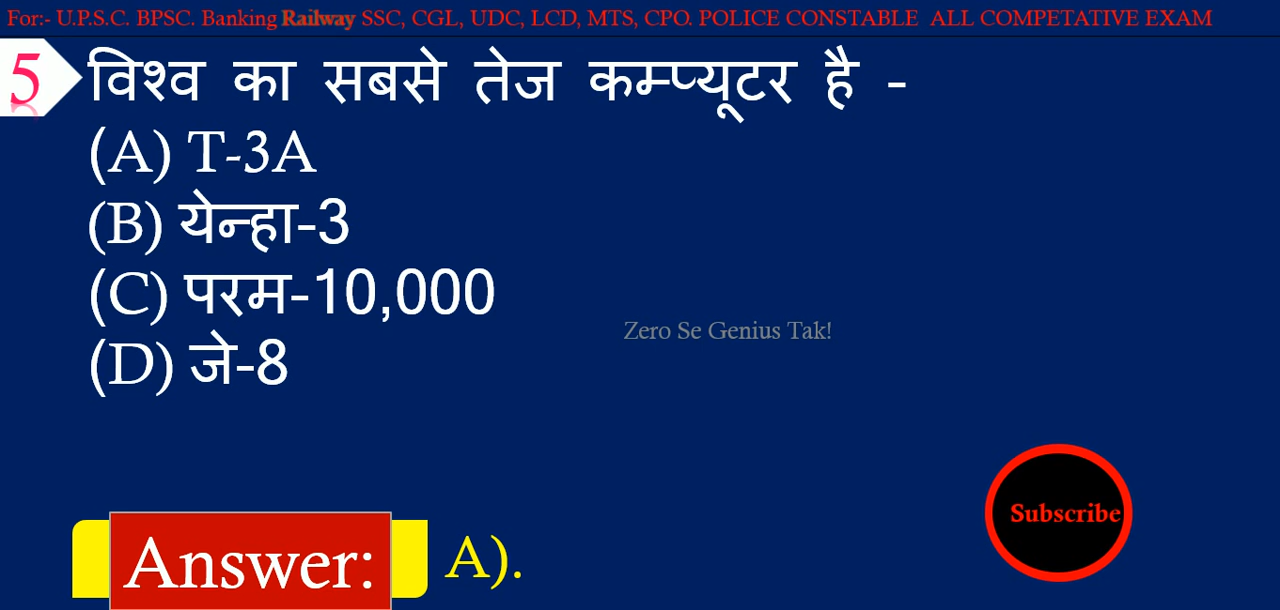 For:- U.P.S.C. BPSC. Banking Railway SSC, CGL, UDC, LCD, MTS, CPO. POLICE CONSTABLE ALL COMPETATIVE EXAM
5 विश्व का सबसे तेज कम्प्यूटर है -
(A) T-3A
(B) येन्हा-3
(C) परम-10,000
Zero Se Genius Tak!
(D) जे-8
Subscribe
Answer: A).